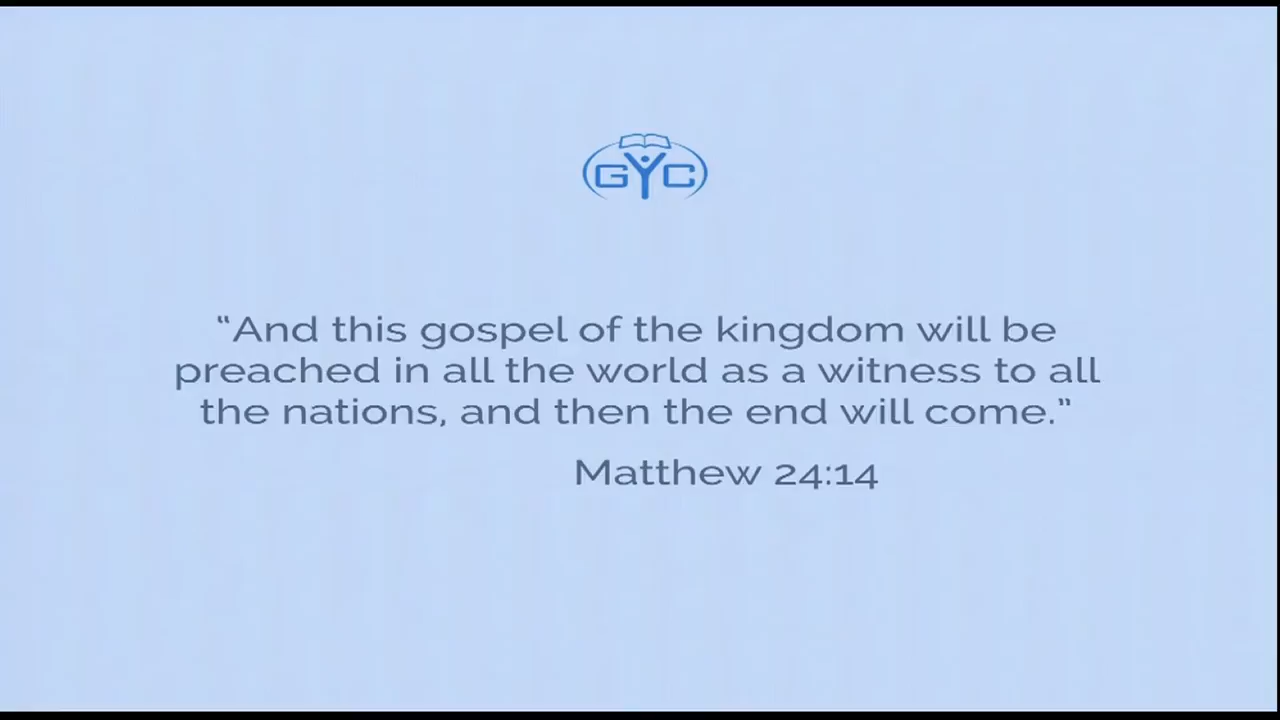 GYC
“And this gospel of the kingdom will be
preached in all the world as a witness to all
the nations, and then the end will come.”
Matthew 24:14